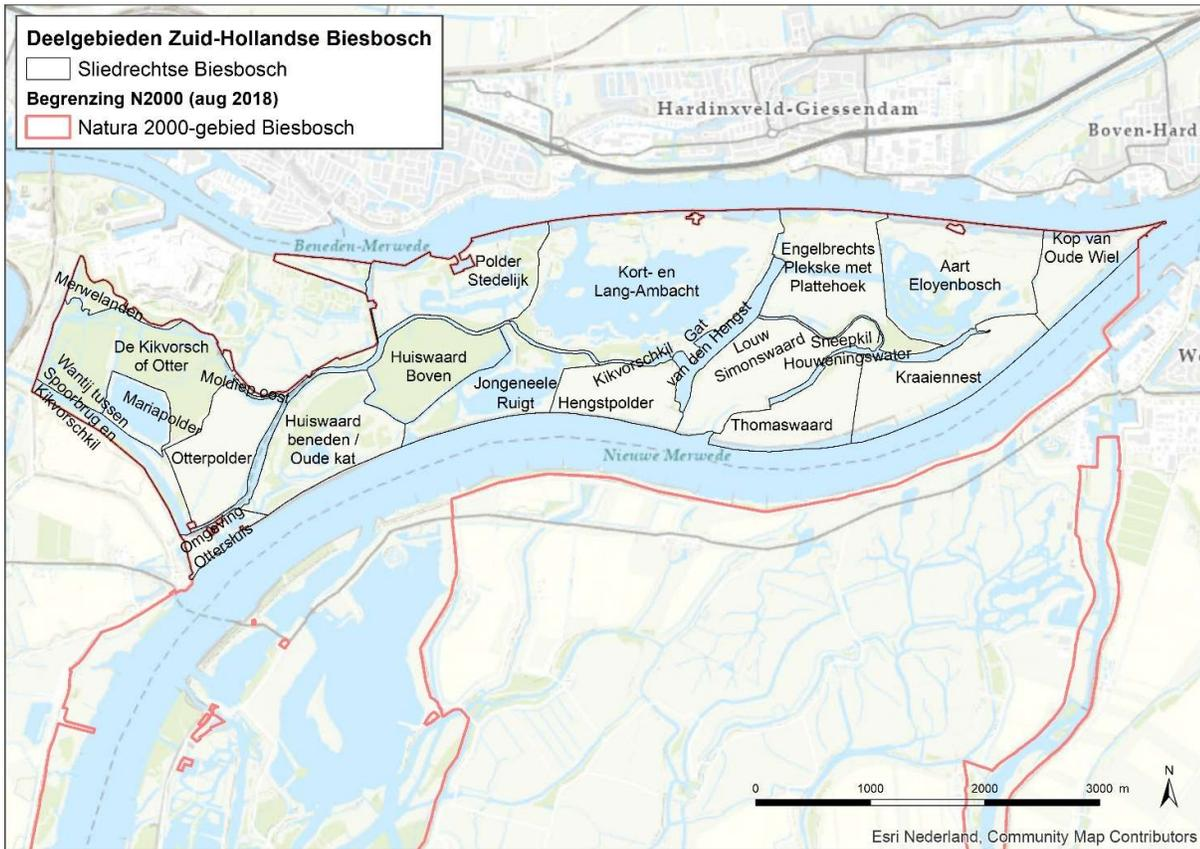 Deelgebieden Zuid-Hollandse Biesbosch
Sliedrechtse Biesbosch
Begrenzing N2000 (aug 2018)
Natura 2000-gebied Biesbosch
Hardinxveld-Giessendam
Boven-Hard
Beneden-Merwede
Merwelanden
De Kikvorsch
of Otter
Moldiep oost
Wantij tussen
Spoorbrug en
Kikvorschkil
Mariapolder
Otterpolder
Omgeving
Ottersluis
Huiswaard
beneden /
Oude kat
Huiswaard
Boven
Polder
Stedelijk
Jongeneele
Ruigt
Kort- en
Lang-Ambacht
Kikvorschkil
Hengstpolder
Gat
van den Hengst
Engelbrechts
Plekske met
Plattehoek
Louw
Simonswaard
Sneepkil /
Houweningswater
Thomaswaard
Aart
Eloyenbosch
Kraaiennest
Kop van
Oude Wiel
W
Nieuwe Merwede
0 1000 2000 3000 m
N
Esri Nederland, Community Map Contributors